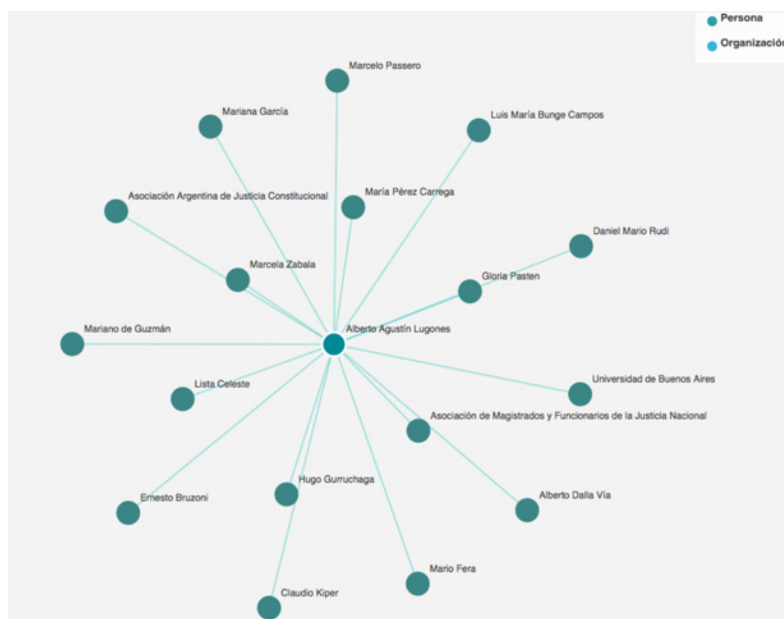 Persona
Organización
Marcelo Passero
Mariana García
Luis María Bunge Campos
María Pérez Carrega
Asociación Argentina de Justicia Constitucional
Daniel Mario Rudi
Marcela Zabala
Gloria Pasten
Mariano de Guzmán
Alberto Agustín Lugones
Lista Celeste
Universidad de Buenos Aires
Asociación de Magistrados y Funcionarios de la Justicia Nacional
Hugo Gurruchaga
Ernesto Bruzoni
Alberto Dalla Vía
Mario Fera
Claudio Kiper